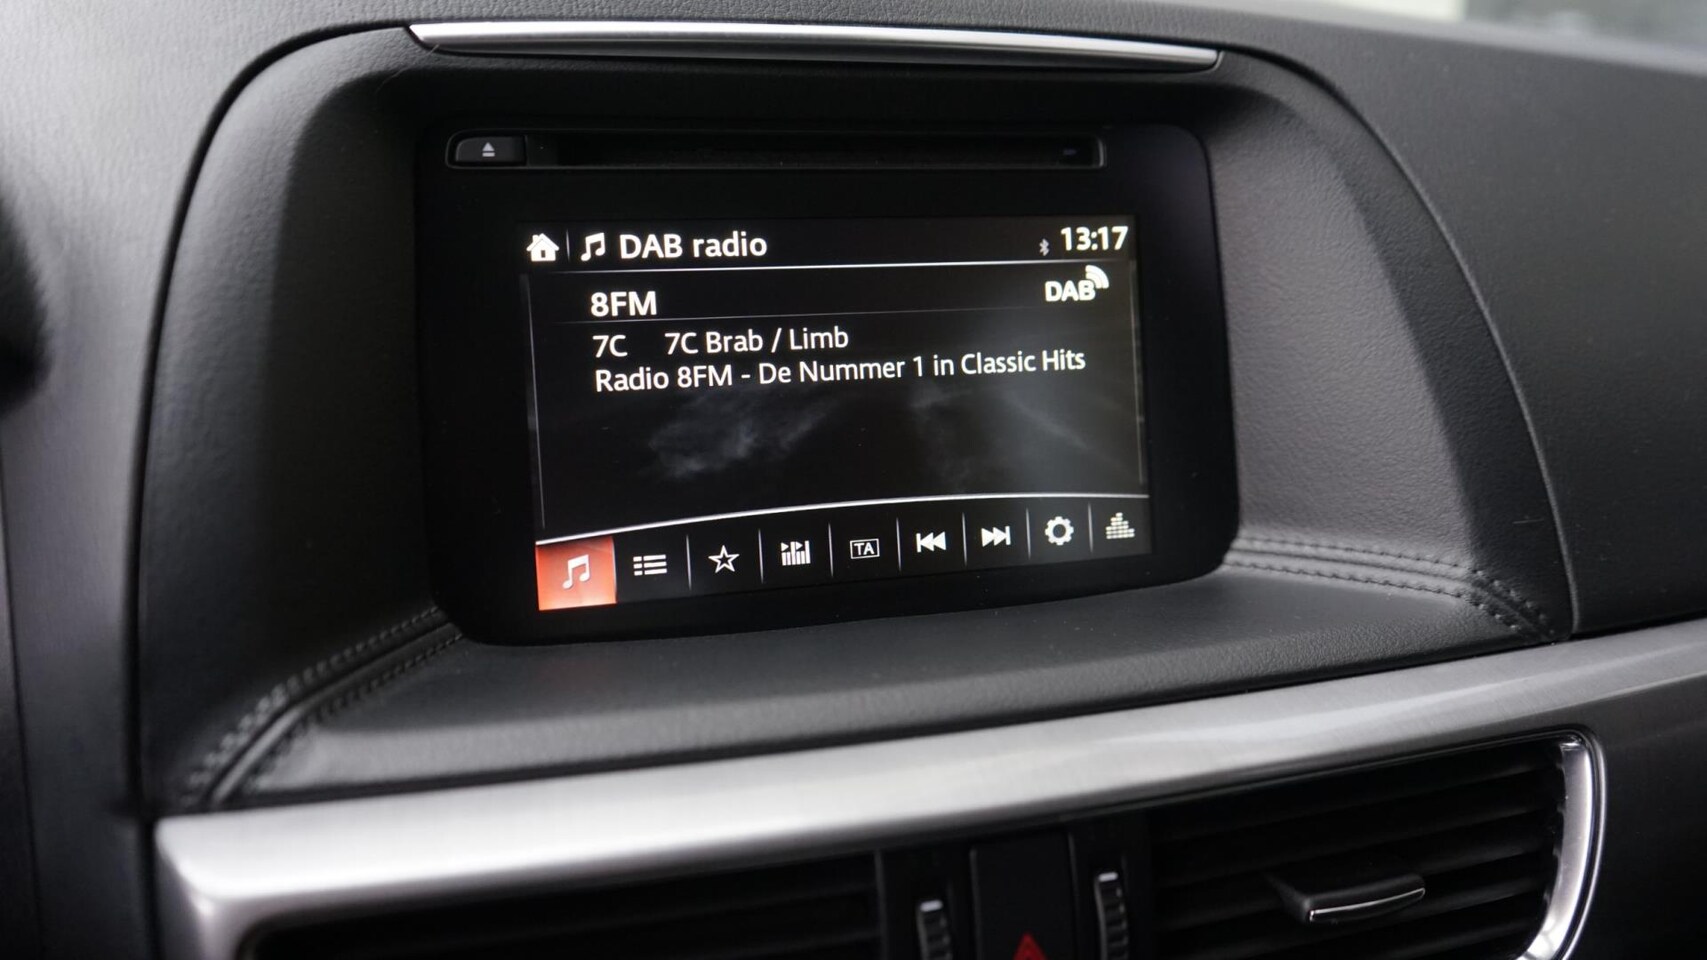 DAB radio 13:17
8FM DAB
7C 7C Brab / Limb
Radio 8FM - De Nummer 1 in Classic Hits
TA